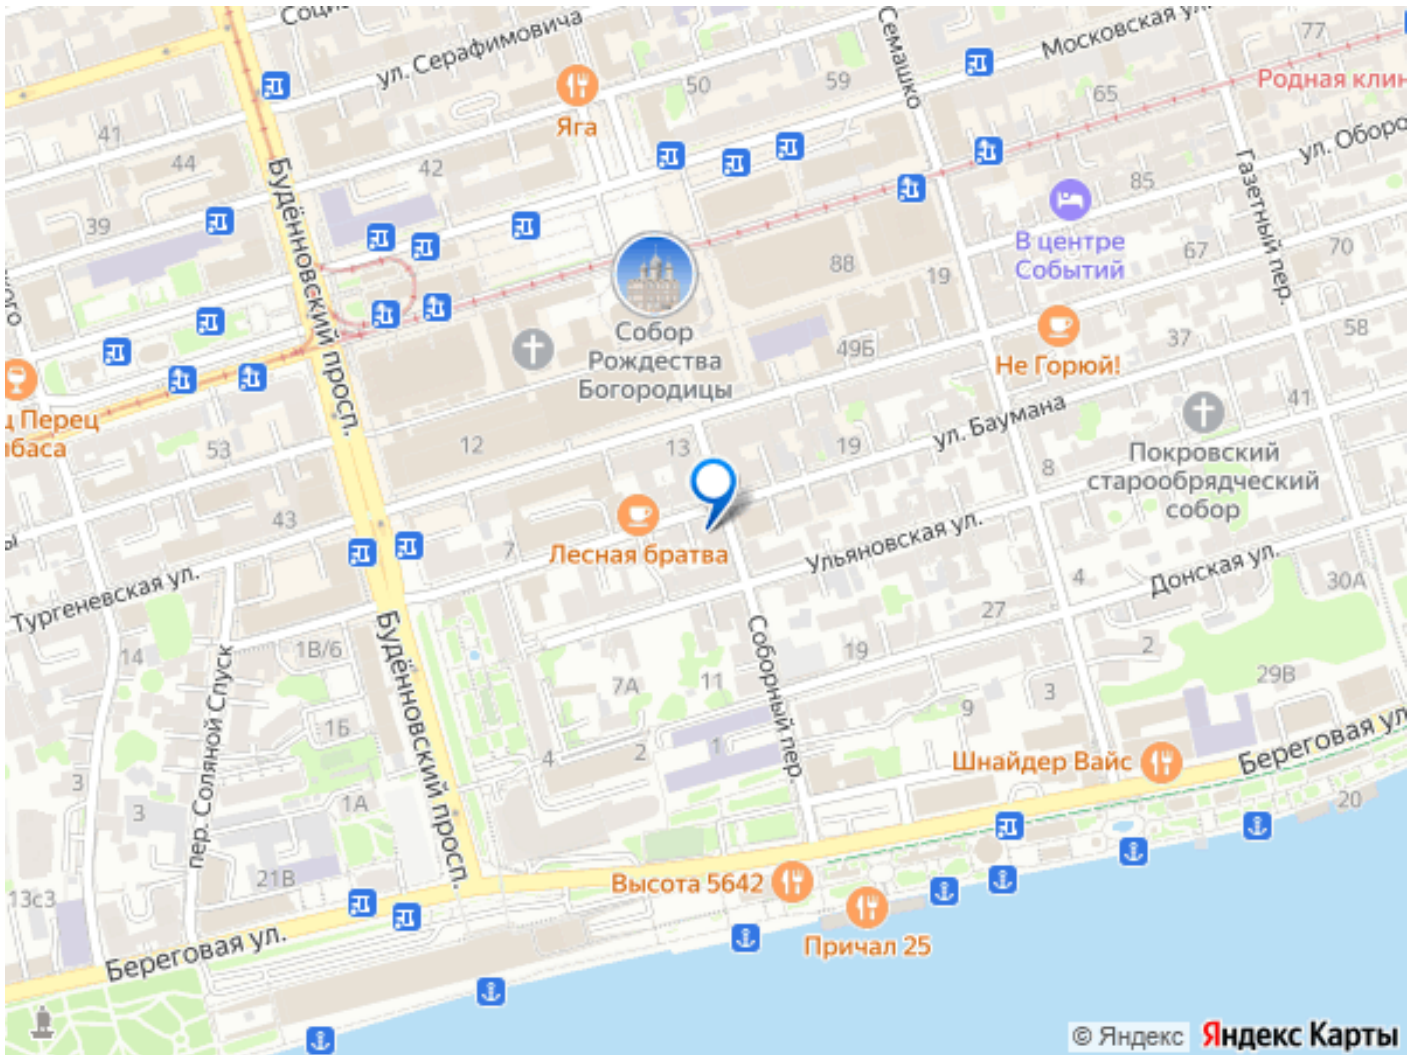 ул. Серафимовича
Семашко
Московская ул.
77
50
59
65
Родная клин
Яга
41
44
42
ул. Оборо
Будённовский просп.
Газетный пер.
85
39
В центре
Событий
67
70
88
19
Собор
Рождества
Богородицы
58
37
49Б
Не Горюй!
ц Перец
баса
41
ул. Баумана
53
12
13
19
8
Покровский
старообрядческий
собор
43
Лесная братва
7
Ульяновская ул.
Донская ул.
4
30А
Тургеневская ул.
27
Будённовский просп.
Соборный пер.
14
1В/6
19
2
пер. Соляной Спуск
7А
11
3
29В
9
1Б
4
2
1
Шнайдер Вайс
Береговая ул.
3
3
1А
20
21В
Высота 5642
13с3
Береговая ул.
Причал 25
© Яндекс Яндекс Карты